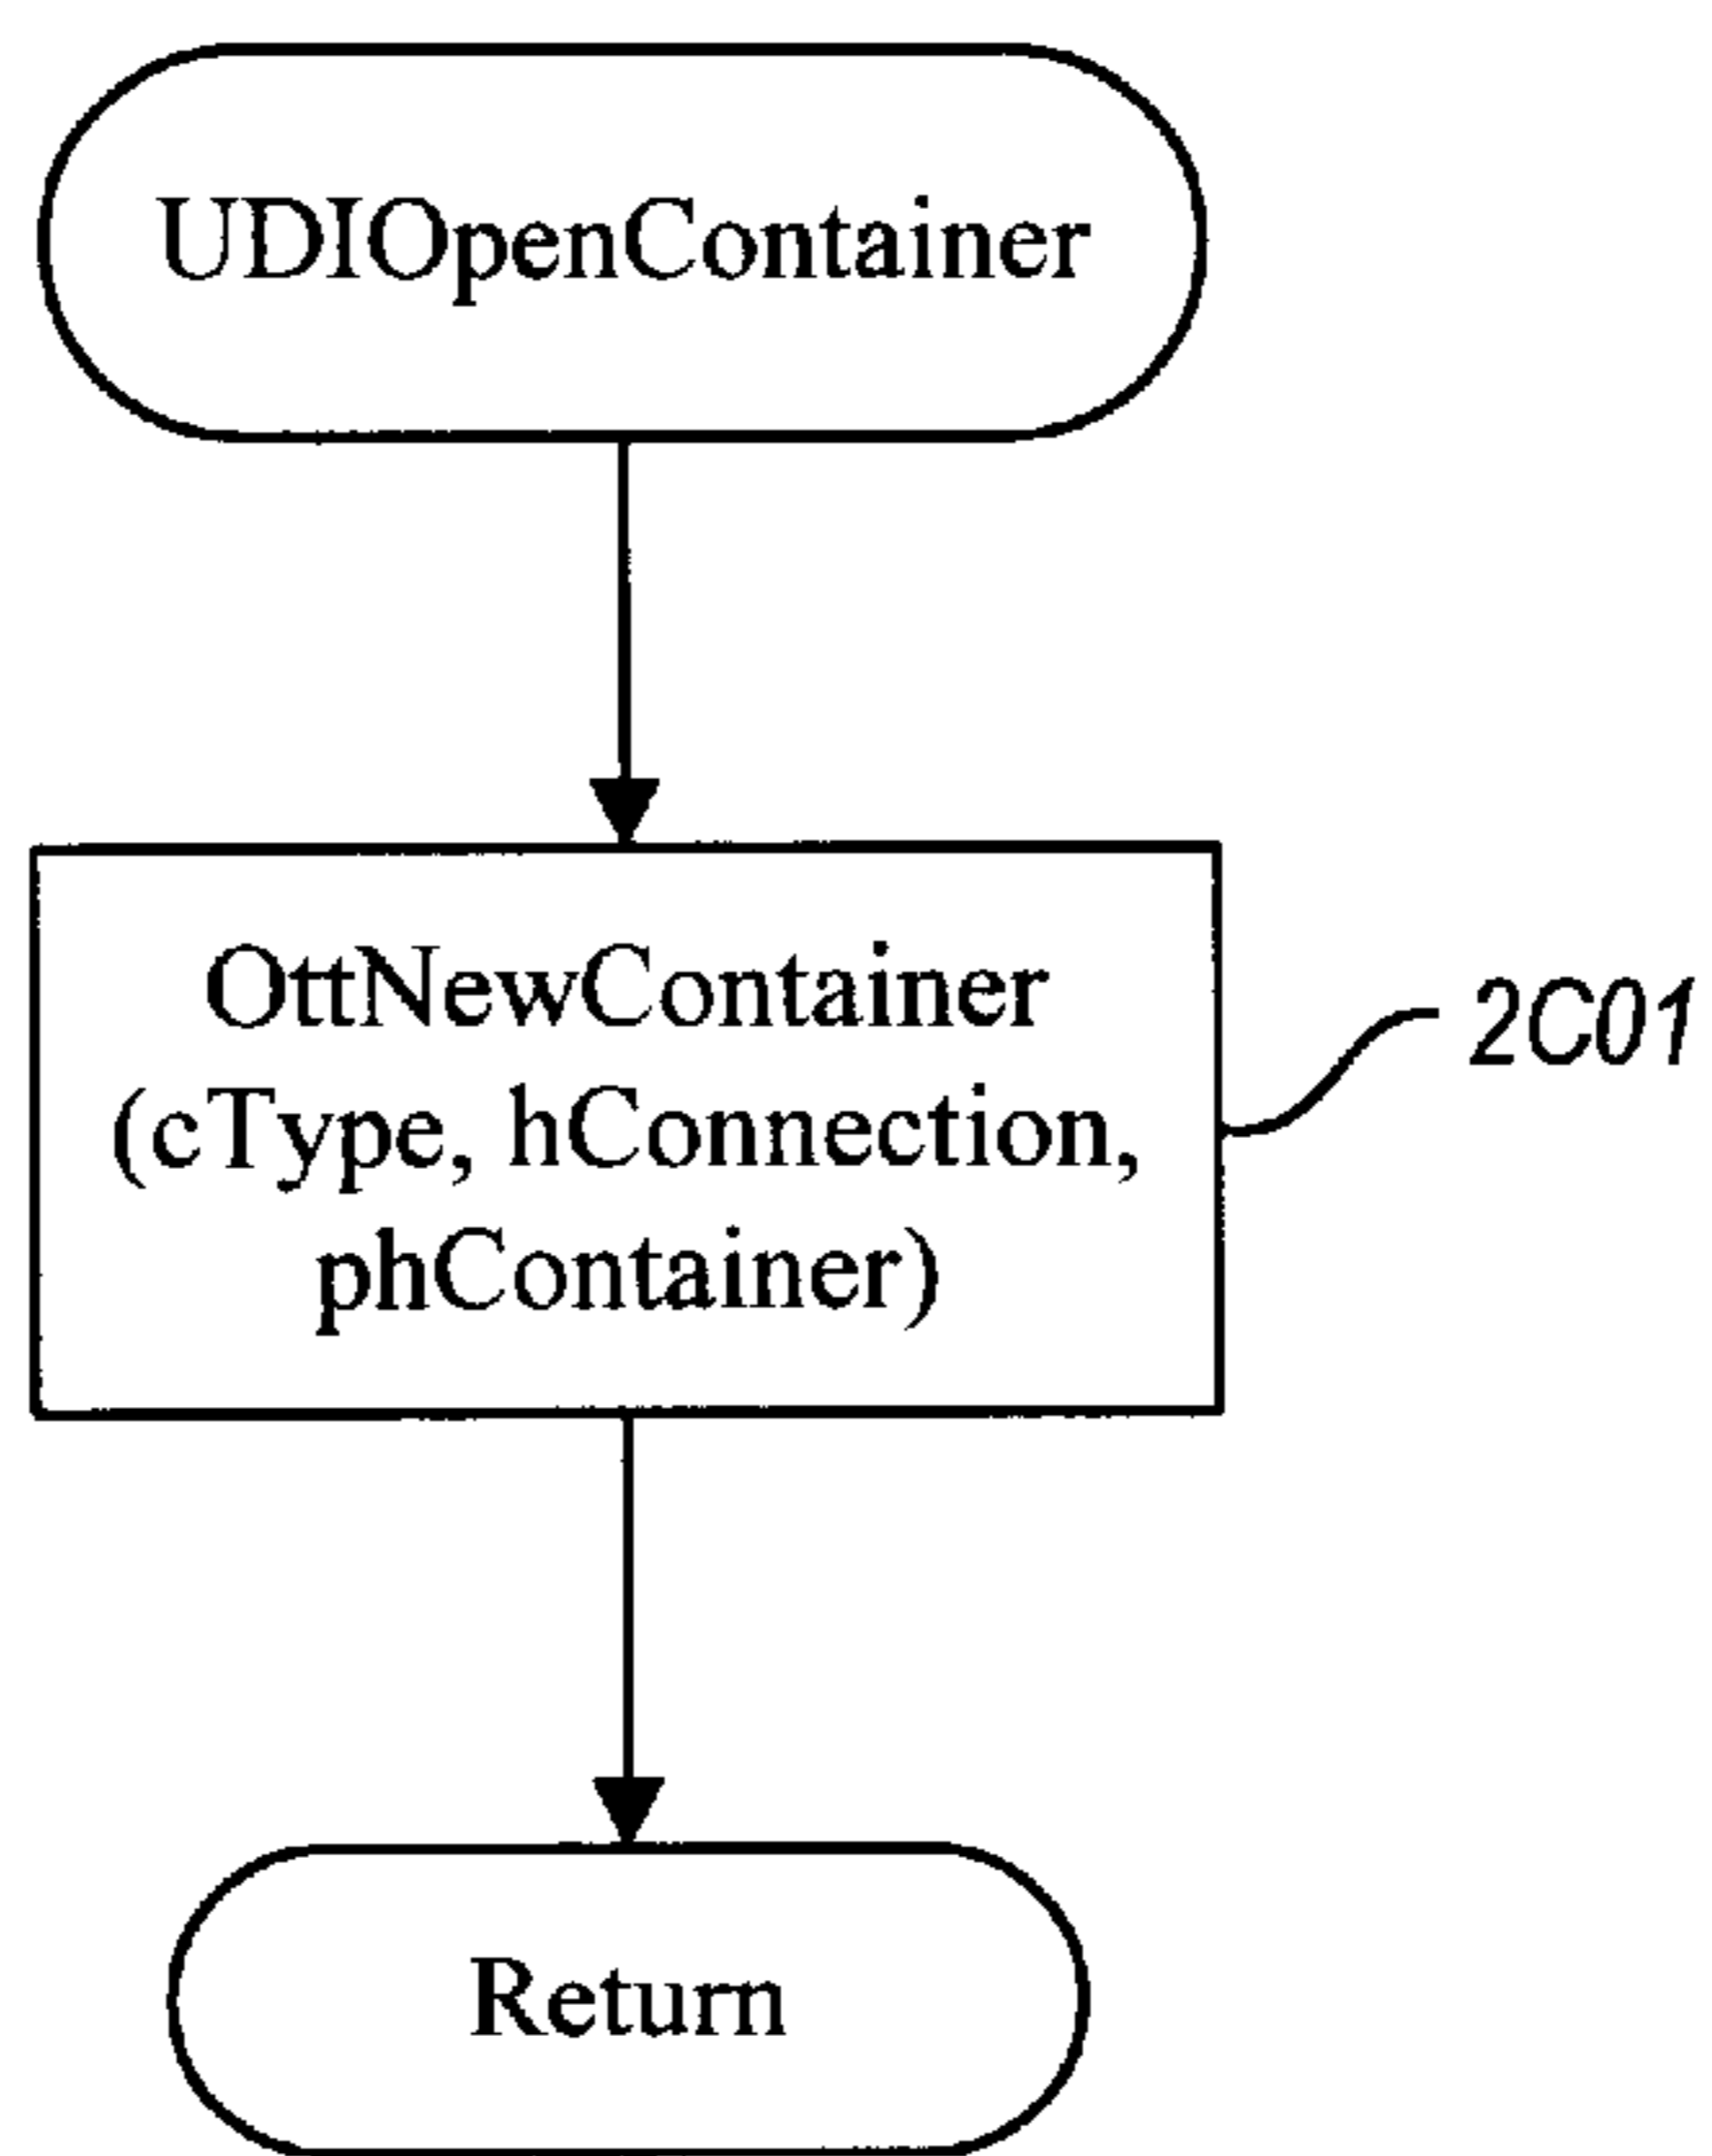 UDIOpenContainer
OttNewContainer
(cType, hConnection,
phContainer)
2C01
Return